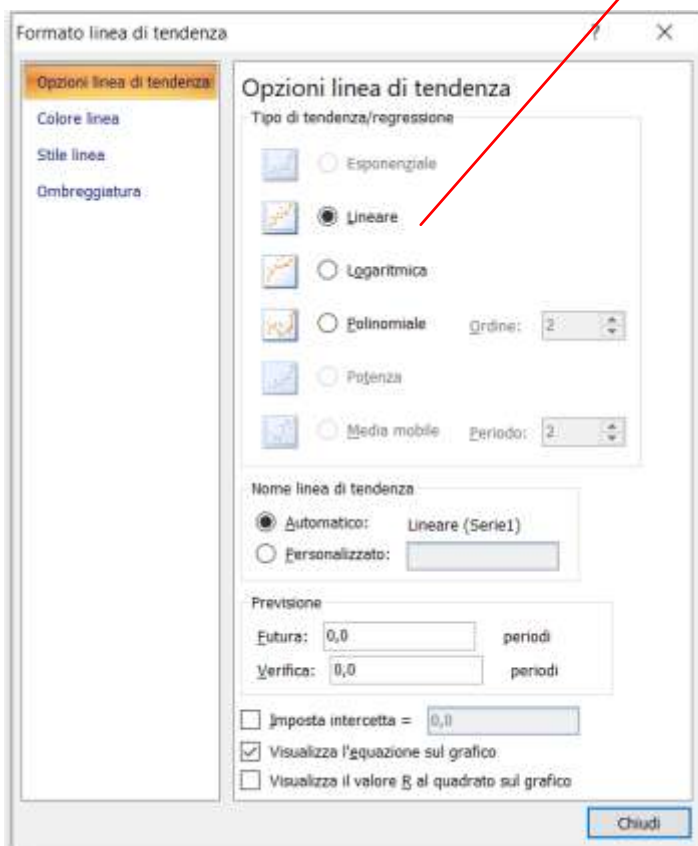 Formato linea di tendenza ? ×
Opzioni linea di tendenza
Colore linea
Stile linea
Ombreggiatura
Opzioni linea di tendenza
Tipo di tendenza/regressione
Esponenziale
Lineare
Logaritmica
Polinomiale Ordine: 2
Potenza
Media mobile Periodo: 2
Nome linea di tendenza
Automatico: Lineare (Serie1)
Personalizzato:
Previsione
Futura: 0,0 periodi
Verifica: 0,0 periodi
Imposta intercetta = 0,0
Visualizza l'equazione sul grafico
Visualizza il valore R al quadrato sul grafico
Chiudi